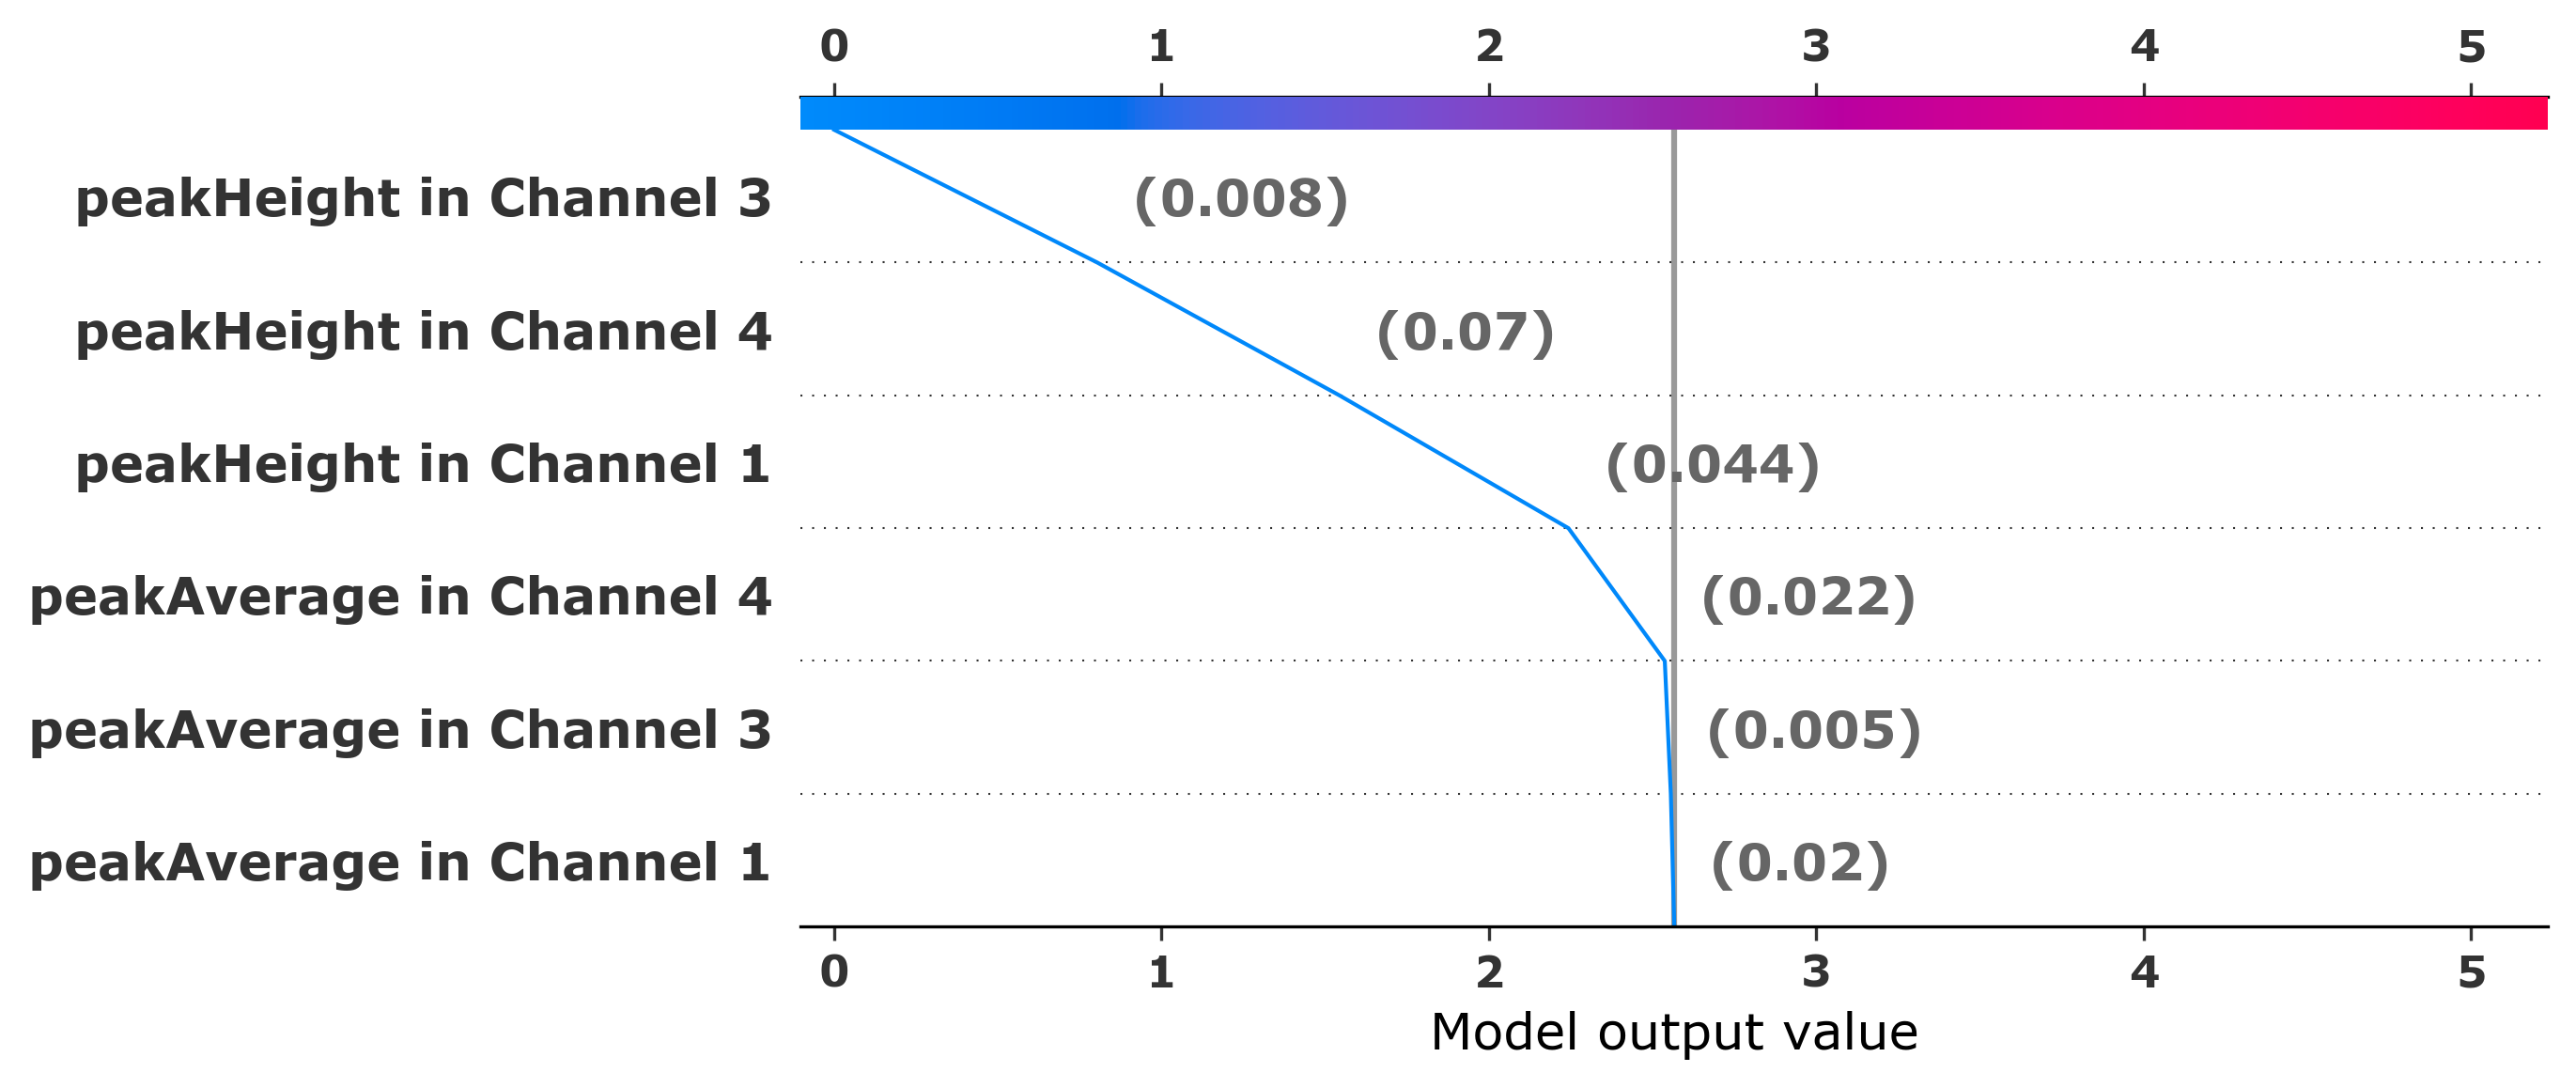 0 1 2 3 4 5
peakHeight in Channel 3 (0.008)
peakHeight in Channel 4 (0.07)
peakHeight in Channel 1 (0.044)
peakAverage in Channel 4 (0.022)
peakAverage in Channel 3 (0.005)
peakAverage in Channel 1 (0.02)
0 1 2 3 4 5
Model output value